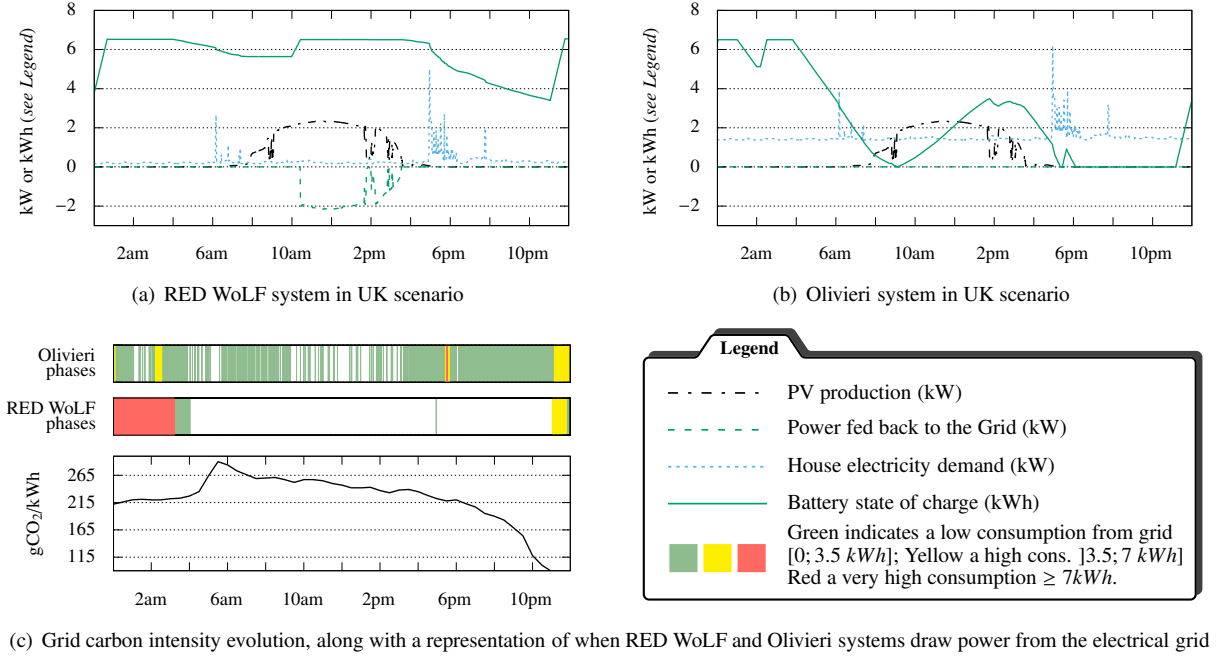 8
6
4
2
0
−2
kW or kWh (see Legend)
2am 6am 10am 2pm 6pm 10pm
(a) RED WoLF system in UK scenario
8
6
4
2
0
−2
kW or kWh (see Legend)
2am 6am 10am 2pm 6pm 10pm
(b) Olivieri system in UK scenario
Olivieri
phases
RED WoLF
phases
265
215
165
115
gCO2/kWh
2am 6am 10am 2pm 6pm 10pm
Legend
PV production (kW)
Power fed back to the Grid (kW)
House electricity demand (kW)
Battery state of charge (kWh)
Green indicates a low consumption from grid
[0; 3.5 kWh]; Yellow a high cons. ]3.5; 7 kWh]
Red a very high consumption ≥ 7kWh.
(c) Grid carbon intensity evolution, along with a representation of when RED WoLF and Olivieri systems draw power from the electrical grid